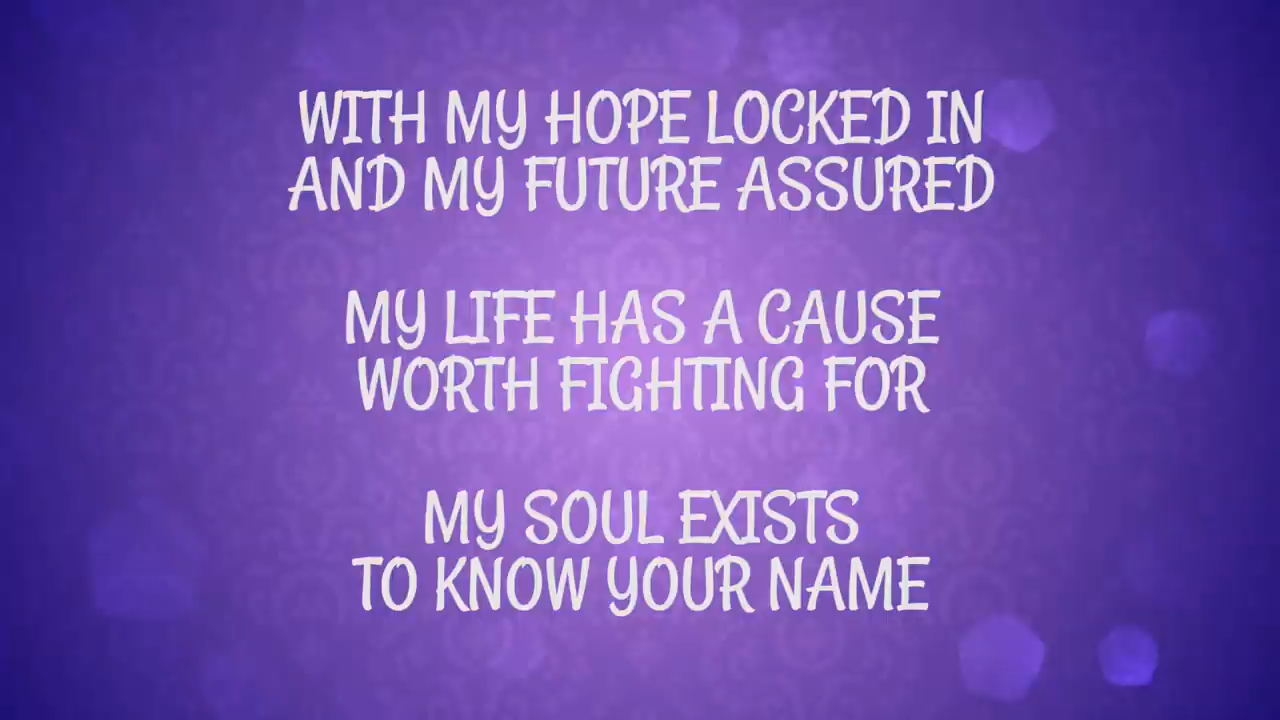 WITH MY HOPE LOCKED IN
AND MY FUTURE ASSURED
MY LIFE HAS A CAUSE
WORTH FIGHTING FOR
MY SOUL EXISTS
TO KNOW YOUR NAME